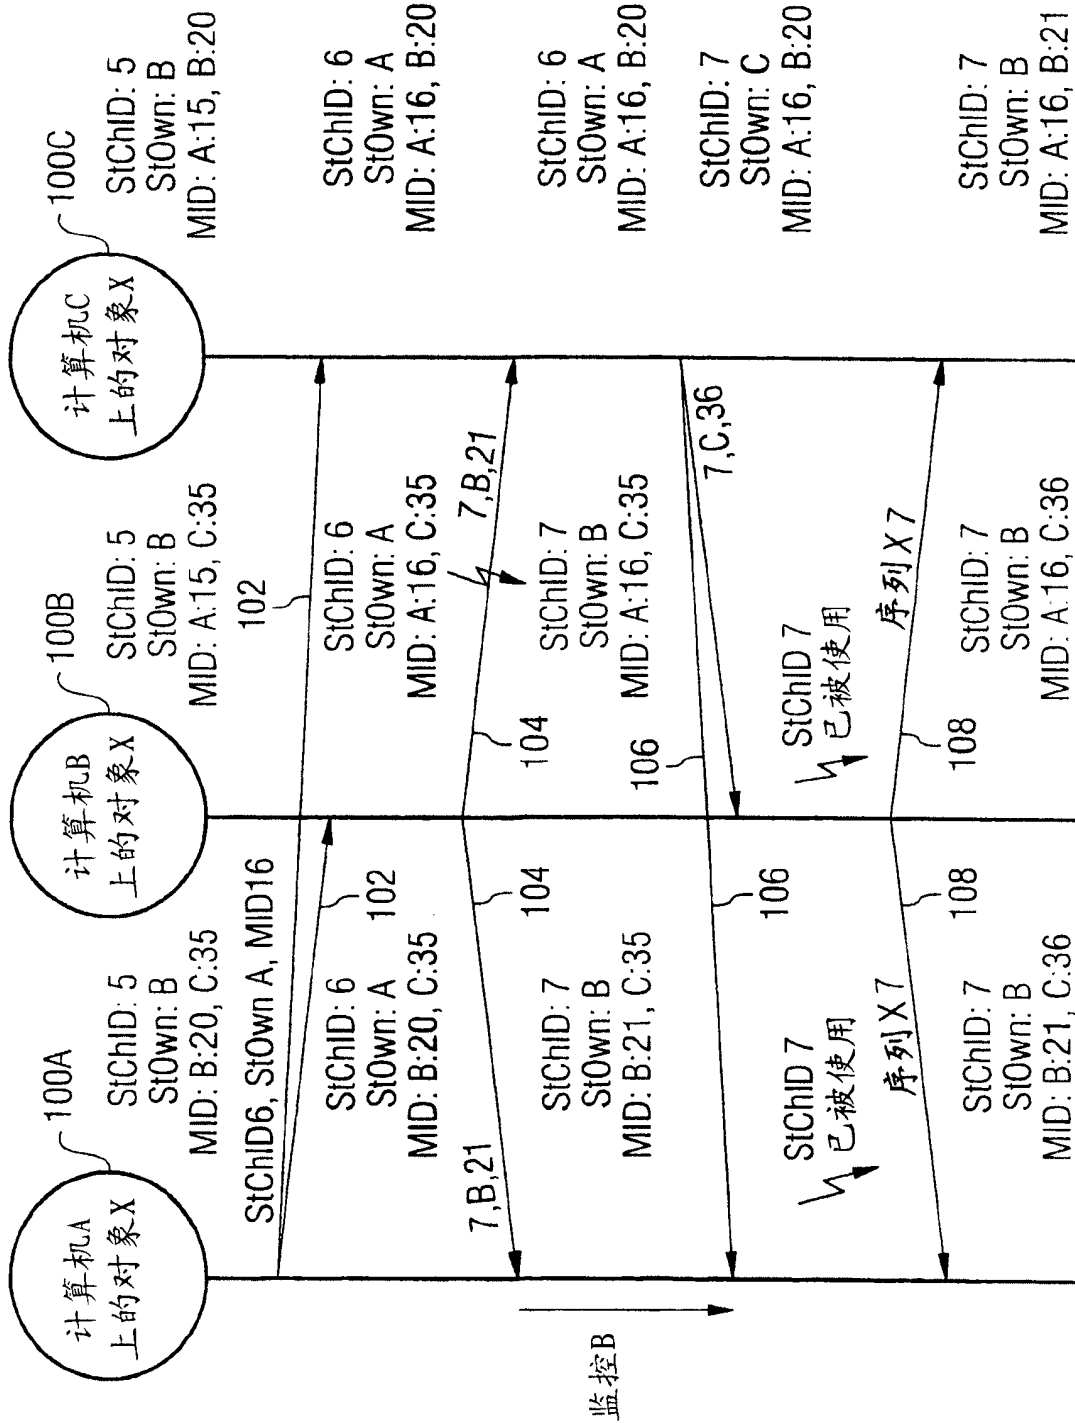 100A
计算机A
上的对象X
StChID: 5
StOwn: B
MID: B:20, C:35
100B
计算机B
上的对象X
StChID: 5
StOwn: B
MID: A:15, C:35
100C
计算机C
上的对象X
StChID: 5
StOwn: B
MID: A:15, B:20
StChID6, StOwn A, MID16
102
102
StChID: 6
StOwn: A
MID: B:20, C:35
StChID: 6
StOwn: A
MID: A:16, C:35
StChID: 6
StOwn: A
MID: A:16, B:20
7,B,21
104
104
7,B,21
监控B
StChID: 7
StOwn: B
MID: B:21, C:35
StChID: 7
StOwn: B
MID: A:16, C:35
StChID: 6
StOwn: A
MID: A:16, B:20
106
106
7,C,36
StChID: 7
StOwn: C
MID: A:16, B:20
StChID 7
已被使用
StChID 7
已被使用
序列X 7
108
108
序列X 7
StChID: 7
StOwn: B
MID: B:21, C:36
StChID: 7
StOwn: B
MID: A:16, C:36
StChID: 7
StOwn: B
MID: A:16, B:21